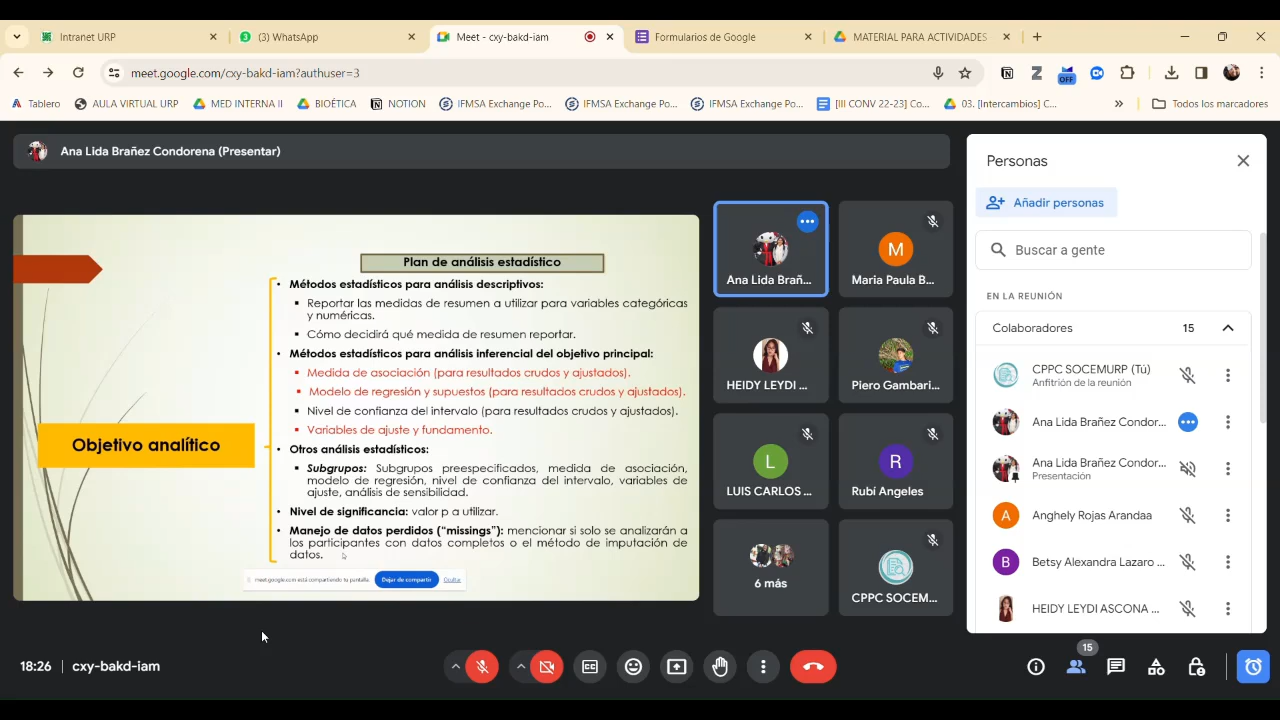 Intranet URP
(3) WhatsApp
Meet - cxy-bakd-iam
Formularios de Google
MATERIAL PARA ACTIVIDADES
meet.google.com/cxy-bakd-iam?authuser=3
OFF
Tablero
AULA VIRTUAL URP
MED INTERNA II
BIOÉTICA
NOTION
IFMSA Exchange Po...
IFMSA Exchange Po...
IFMSA Exchange Po...
[III CONV 22-23] Co...
03. [Intercambios] C...
Todos los marcadores
Ana Lida Brañez Condorena (Presentar)
Plan de análisis estadístico
Objetivo analítico
• Métodos estadísticos para análisis descriptivos:
▪ Reportar las medidas de resumen a utilizar para variables categóricas
y numéricas.
▪ Cómo decidirá qué medida de resumen reportar.
• Métodos estadísticos para análisis inferencial del objetivo principal:
▪ Medida de asociación (para resultados crudos y ajustados).
▪ Modelo de regresión y supuestos (para resultados crudos y ajustados).
▪ Nivel de confianza del intervalo (para resultados crudos y ajustados).
▪ Variables de ajuste y fundamento.
• Otros análisis estadísticos:
▪ Subgrupos: Subgrupos preespecificados, medida de asociación,
modelo de regresión, nivel de confianza del intervalo, variables de
ajuste, análisis de sensibilidad.
• Nivel de significancia: valor p a utilizar.
• Manejo de datos perdidos (“missings”): mencionar si solo se analizarán a
los participantes con datos completos o el método de imputación de
datos.
meet.google.com está compartiendo tu pantalla.
Dejar de compartir
Ocultar
Ana Lida Brañ...
M
Maria Paula B...
HEIDY LEYDI ...
Piero Gambari...
L
LUIS CARLOS ...
R
Rubí Angeles
6 más
CPPC SOCEM...
Personas
Añadir personas
Buscar a gente
EN LA REUNIÓN
Colaboradores
15
CPPC SOCEMURP (Tú)
Anfitrión de la reunión
Ana Lida Brañez Condor...
Ana Lida Brañez Condor...
Presentación
A
Anghely Rojas Arandaa
B
Betsy Alexandra Lazaro ...
HEIDY LEYDI ASCONA ...
18:26
cxy-bakd-iam
15